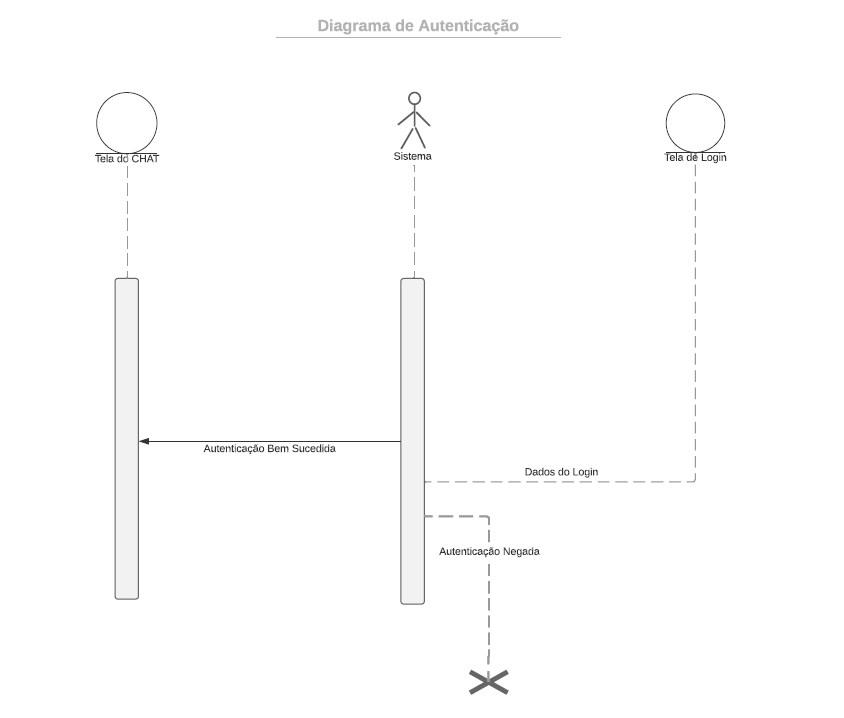 Diagrama de Autenticação
Tela do CHAT
Sistema
Tela de Login
Autenticação Bem Sucedida
Dados do Login
Autenticação Negada